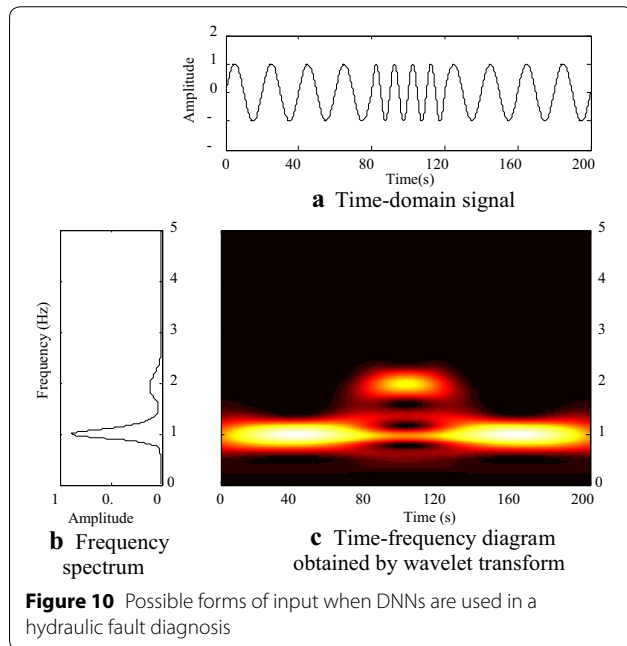 2
1
0
-
-
Amplitude
0 40 80 120 160 200
Time(s)
a Time-domain signal
5
4
3
2
1
0
Frequency (Hz)
1 0. 0
Amplitude
b Frequency
spectrum
5
4
3
2
1
0
0 40 80 120 160 200
Time (s)
c Time-frequency diagram
obtained by wavelet transform
Figure 10 Possible forms of input when DNNs are used in a
hydraulic fault diagnosis